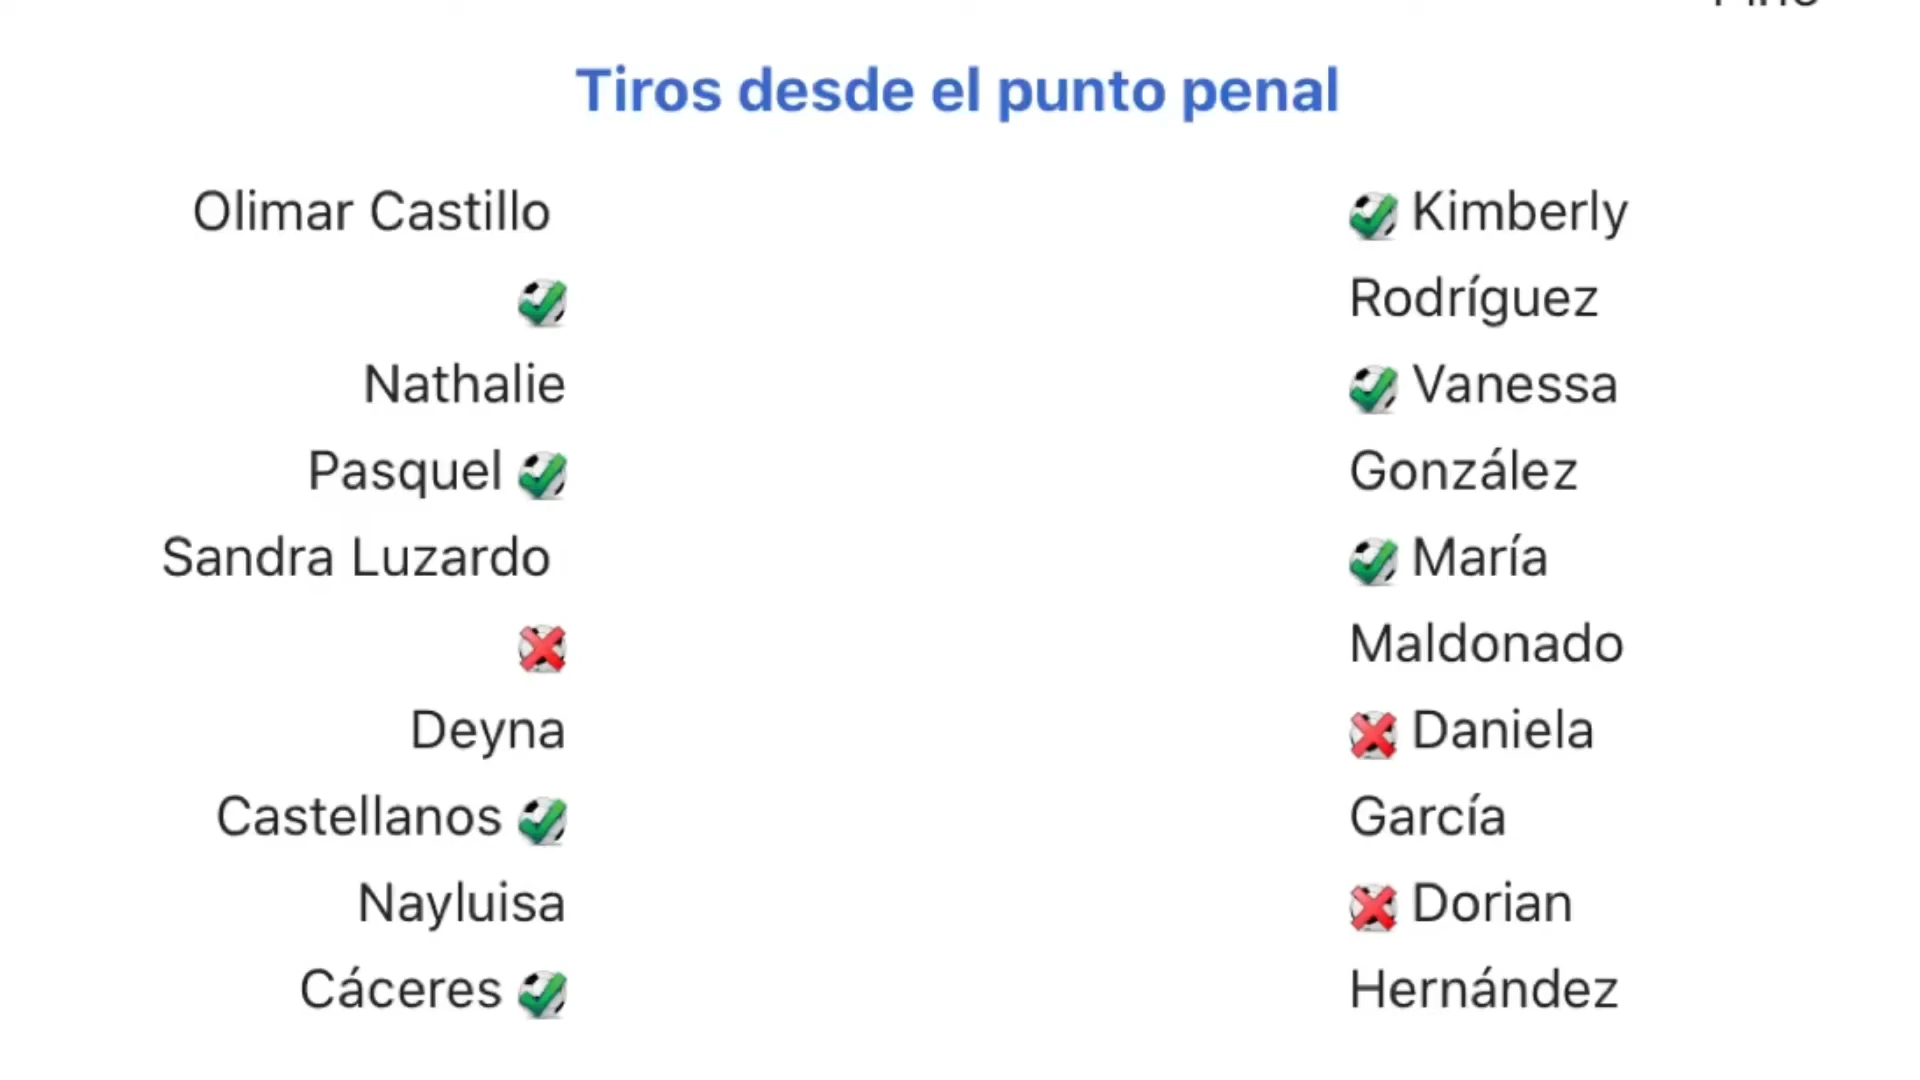 Tiros desde el punto penal
Olimar Castillo
Nathalie
Pasquel
Sandra Luzardo
Deyna
Castellanos
Nayluisa
Cáceres
Kimberly
Rodríguez
Vanessa
González
María
Maldonado
Daniela
García
Dorian
Hernández